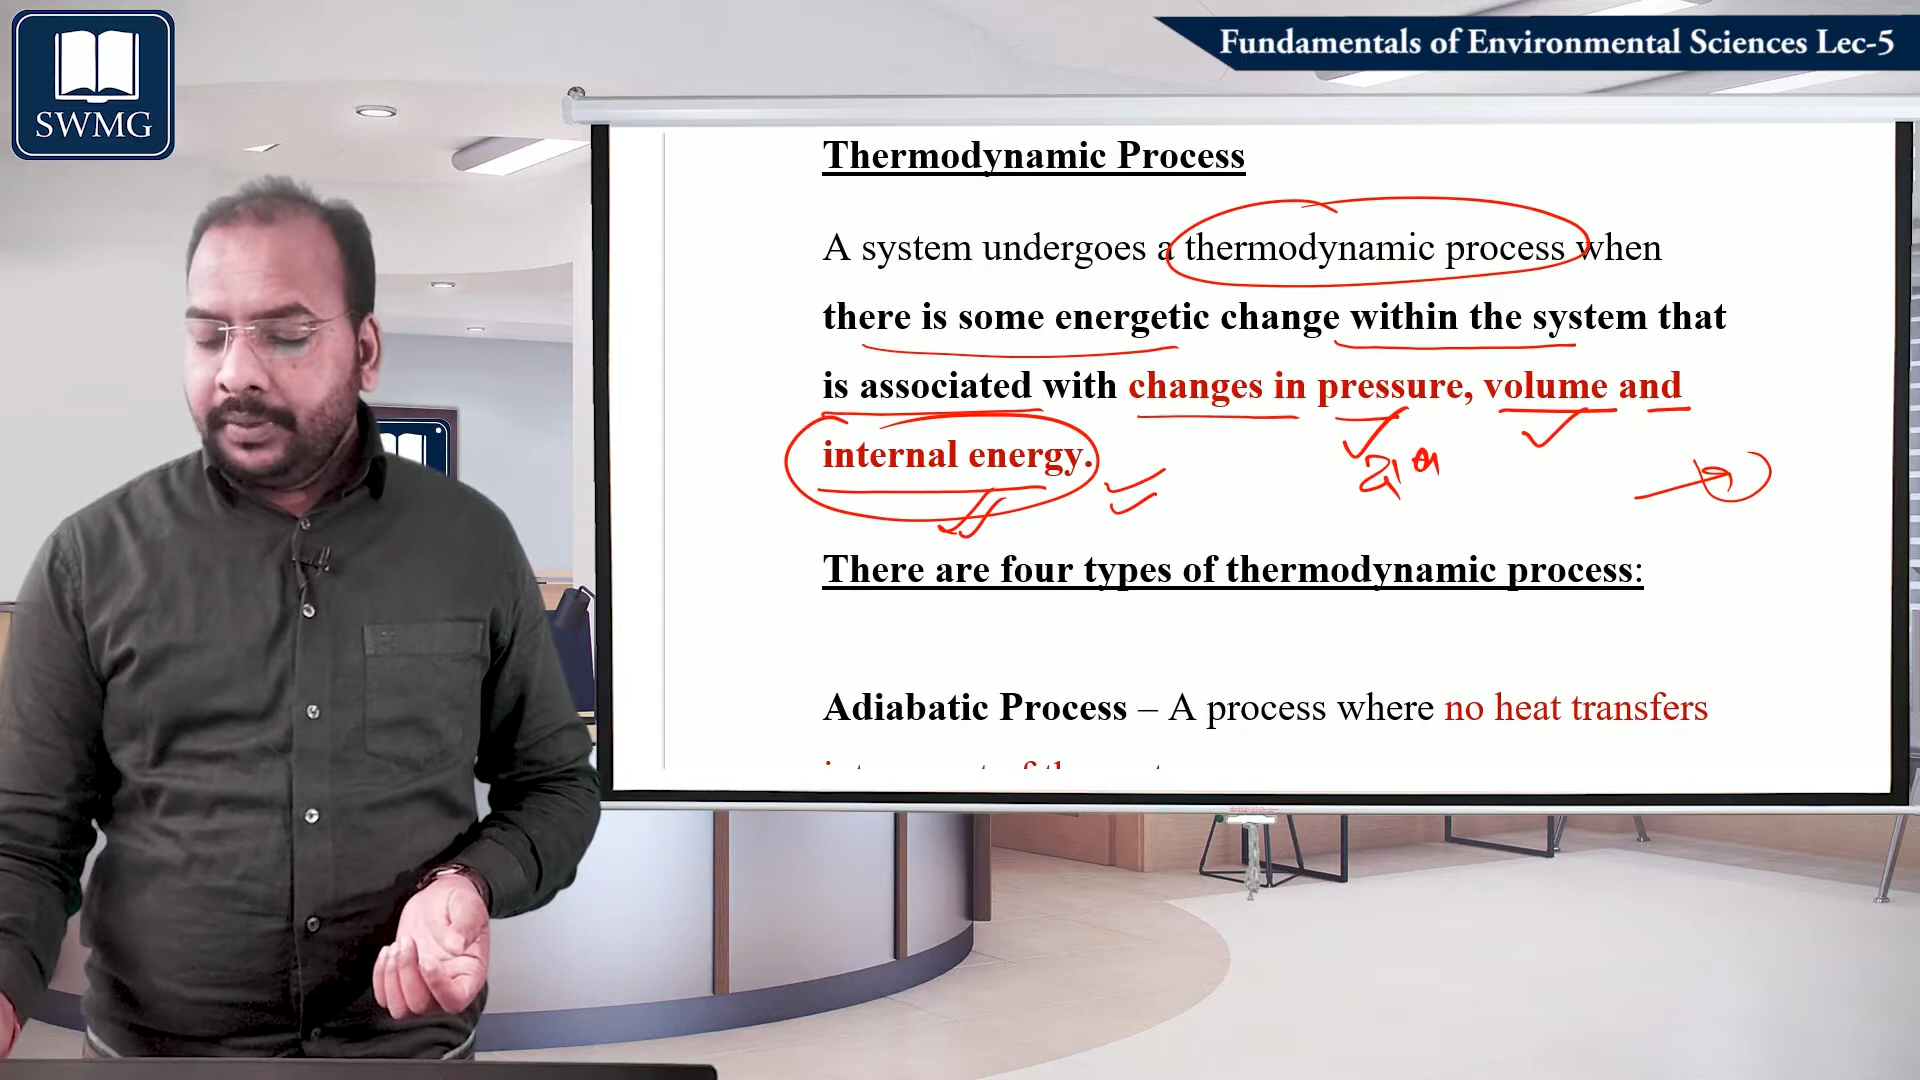 SWMG
Fundamentals of Environmental Sciences Lec-5
Thermodynamic Process
A system undergoes a thermodynamic process when
there is some energetic change within the system that
is associated with changes in pressure, volume and
internal energy.
There are four types of thermodynamic process:
Adiabatic Process – A process where no heat transfers